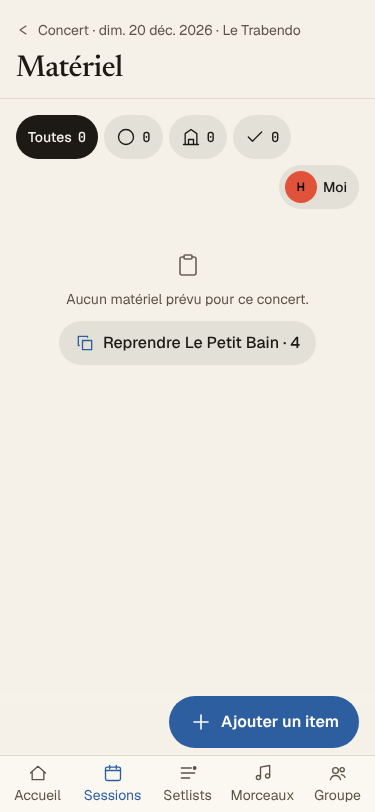 Concert · dim. 20 déc. 2026 · Le Trabendo
Matériel
Toutes 0 0 0 0
H Moi
Aucun matériel prévu pour ce concert.
Reprendre Le Petit Bain · 4
Ajouter un item
Accueil Sessions Setlists Morceaux Groupe